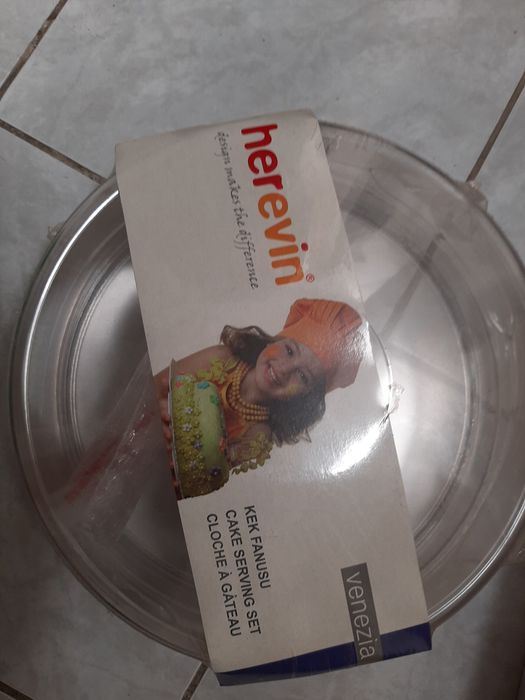 herevin®
design makes the difference
KEK FANUSU
CAKE SERVING SET
CLOCHE À GÂTEAU
venezia